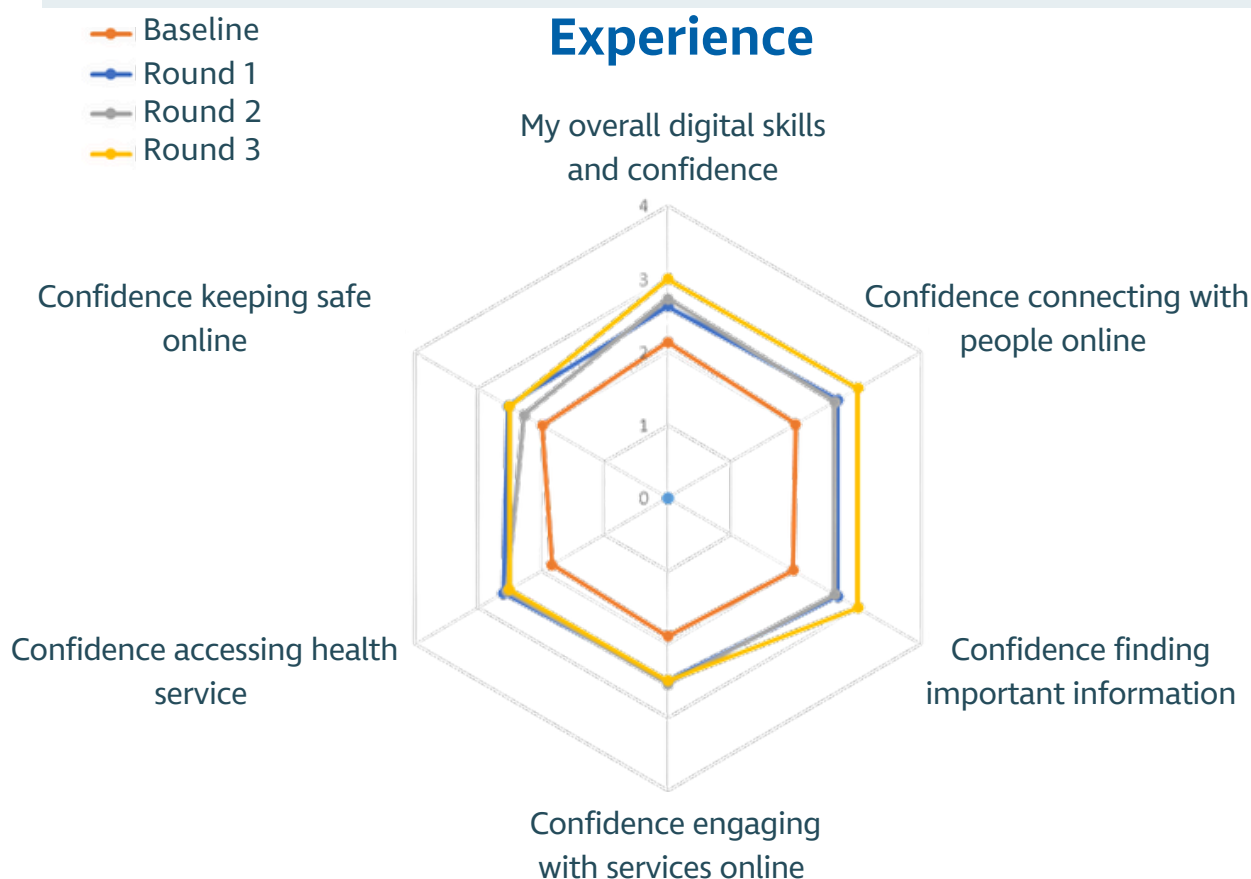 Baseline
Round 1
Round 2
Round 3
Experience
My overall digital skills
and confidence
4
3
2
1
0
Confidence keeping safe
online
Confidence connecting with
people online
Confidence accessing health
service
Confidence finding
important information
Confidence engaging
with services online